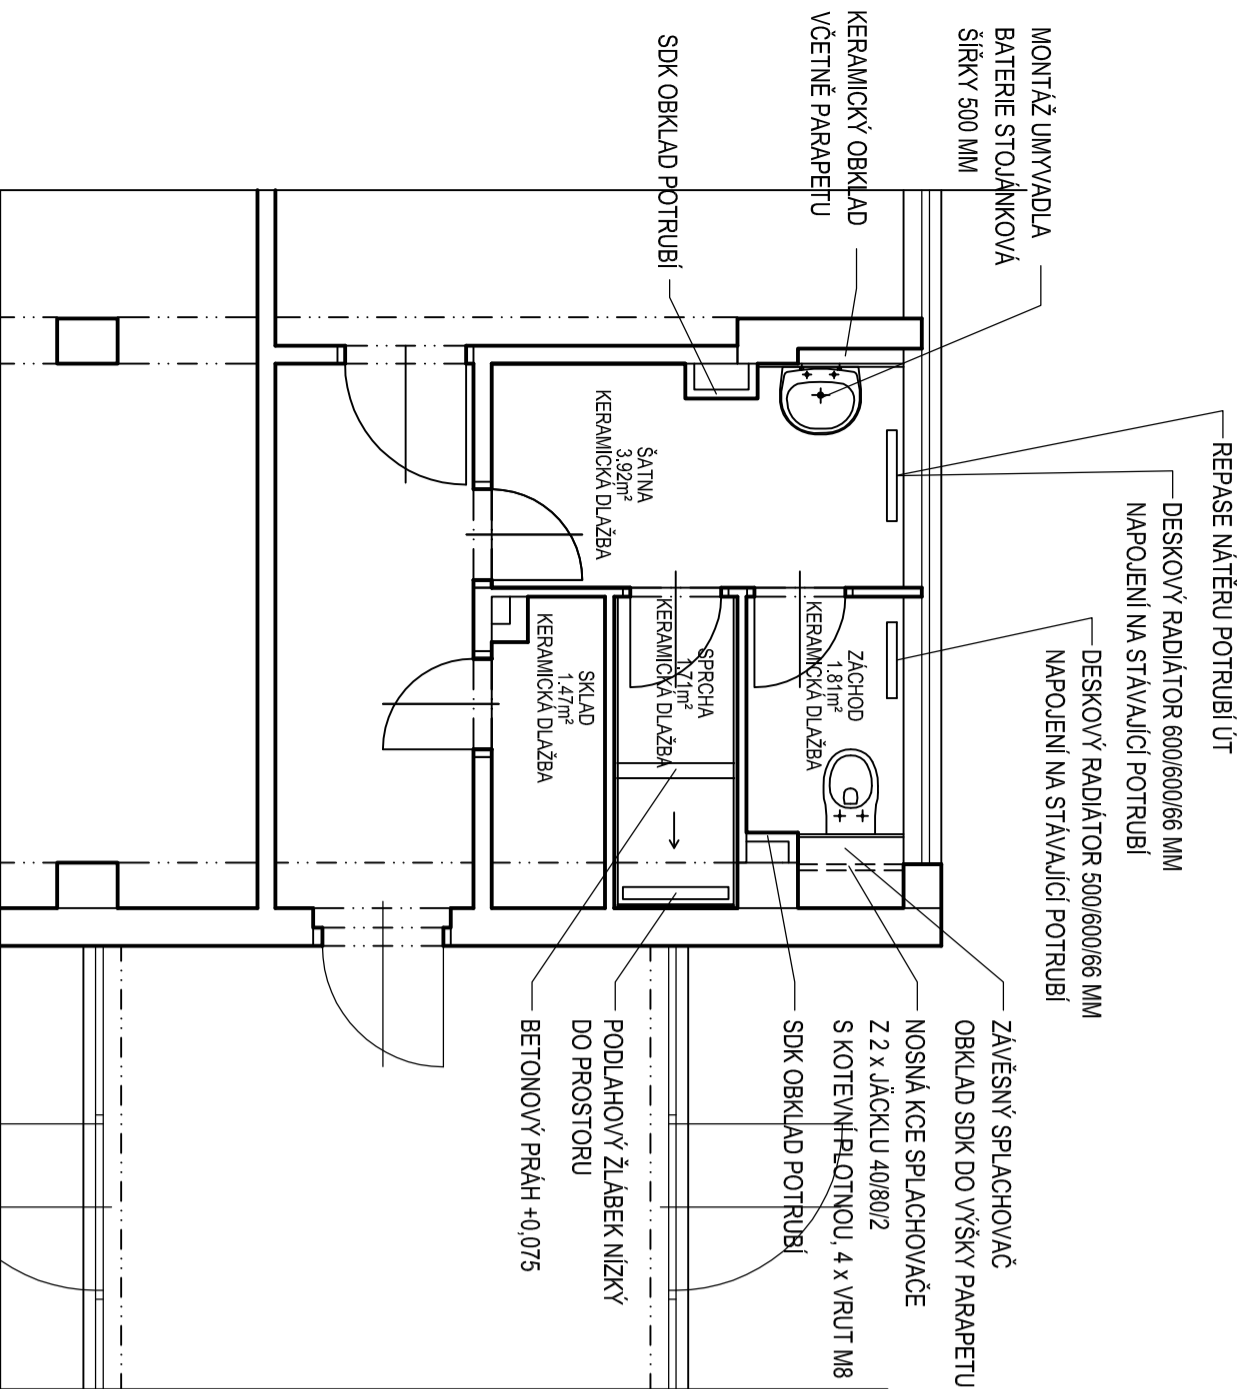 REPASE NÁTĚRU POTRUBÍ ÚT
DESKOVÝ RADIÁTOR 600/600/66 MM
NAPOJENÍ NA STÁVAJÍCÍ POTRUBÍ
DESKOVÝ RADIÁTOR 500/600/66 MM
NAPOJENÍ NA STÁVAJÍCÍ POTRUBÍ
MONTÁŽ UMYVADLA
BATERIE STOJÁNKOVÁ
ŠÍŘKY 500 MM
KERAMICKÝ OBKLAD
VČETNĚ PARAPETU
SDK OBKLAD POTRUBÍ
ŠATNA
3.92m²
KERAMICKÁ DLAŽBA
ZÁCHOD
1.81m²
KERAMICKÁ DLAŽBA
SPRCHA
1.71m²
KERAMICKÁ DLAŽBA
SKLAD
1.47m²
KERAMICKÁ DLAŽBA
ZÁVĚSNÝ SPLACHOVAČ
OBKLAD SDK DO VÝŠKY PARAPETU
NOSNÁ KCE SPLACHOVAČE
Z 2 x JÄCKLU 40/80/2
S KOTEVNÍ PLOTNOU, 4 x VRUT M8
SDK OBKLAD POTRUBÍ
PODLAHOVÝ ŽLÁBEK NÍZKÝ
DO PROSTORU
BETONOVÝ PRÁH +0,075